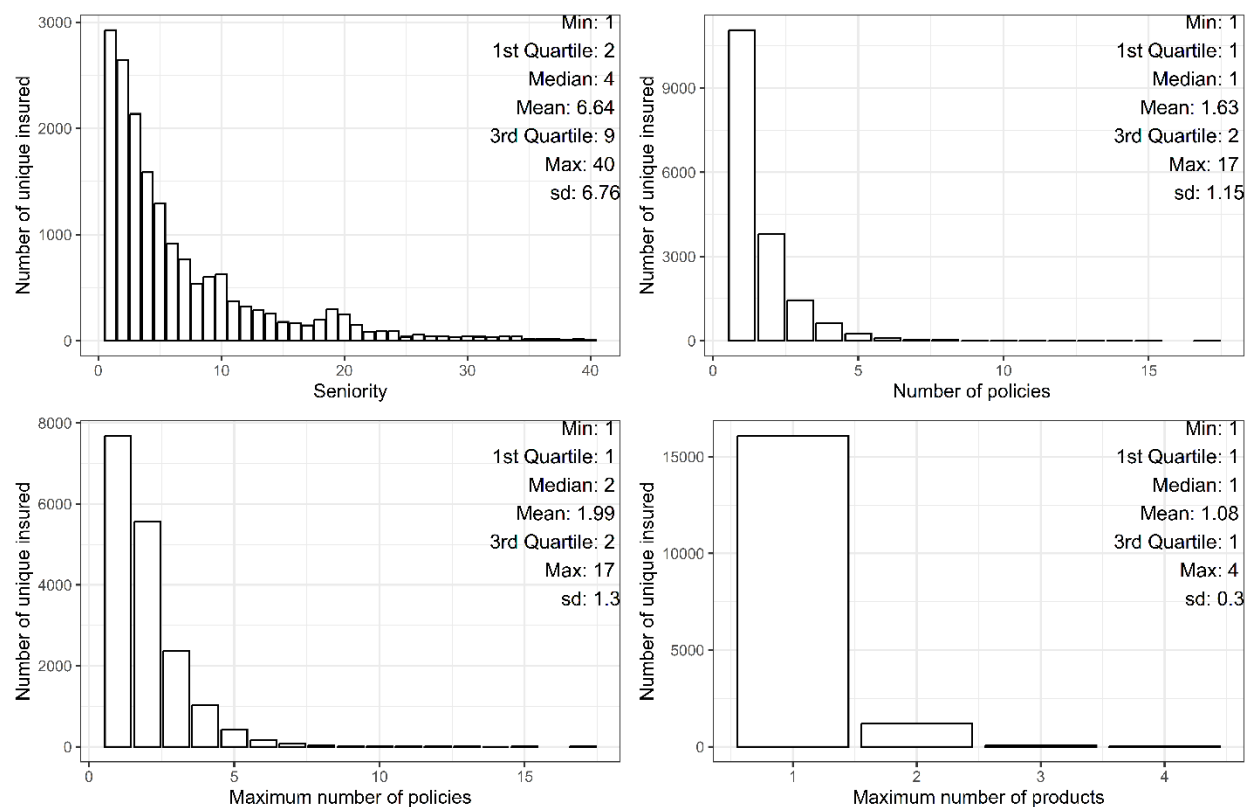 Number of unique insured
3000
2000
1000
0
Min: 1
1st Quartile: 2
Median: 4
Mean: 6.64
3rd Quartile: 9
Max: 40
sd: 6.76
0 10 20 30 40
Seniority
Number of unique insured
9000
6000
3000
0
Min: 1
1st Quartile: 1
Median: 1
Mean: 1.63
3rd Quartile: 2
Max: 17
sd: 1.15
0 5 10 15
Number of policies
Number of unique insured
8000
6000
4000
2000
0
Min: 1
1st Quartile: 1
Median: 2
Mean: 1.99
3rd Quartile: 2
Max: 17
sd: 1.3
0 5 10 15
Maximum number of policies
Number of unique insured
15000
10000
5000
0
Min: 1
1st Quartile: 1
Median: 1
Mean: 1.08
3rd Quartile: 1
Max: 4
sd: 0.3
1 2 3 4
Maximum number of products